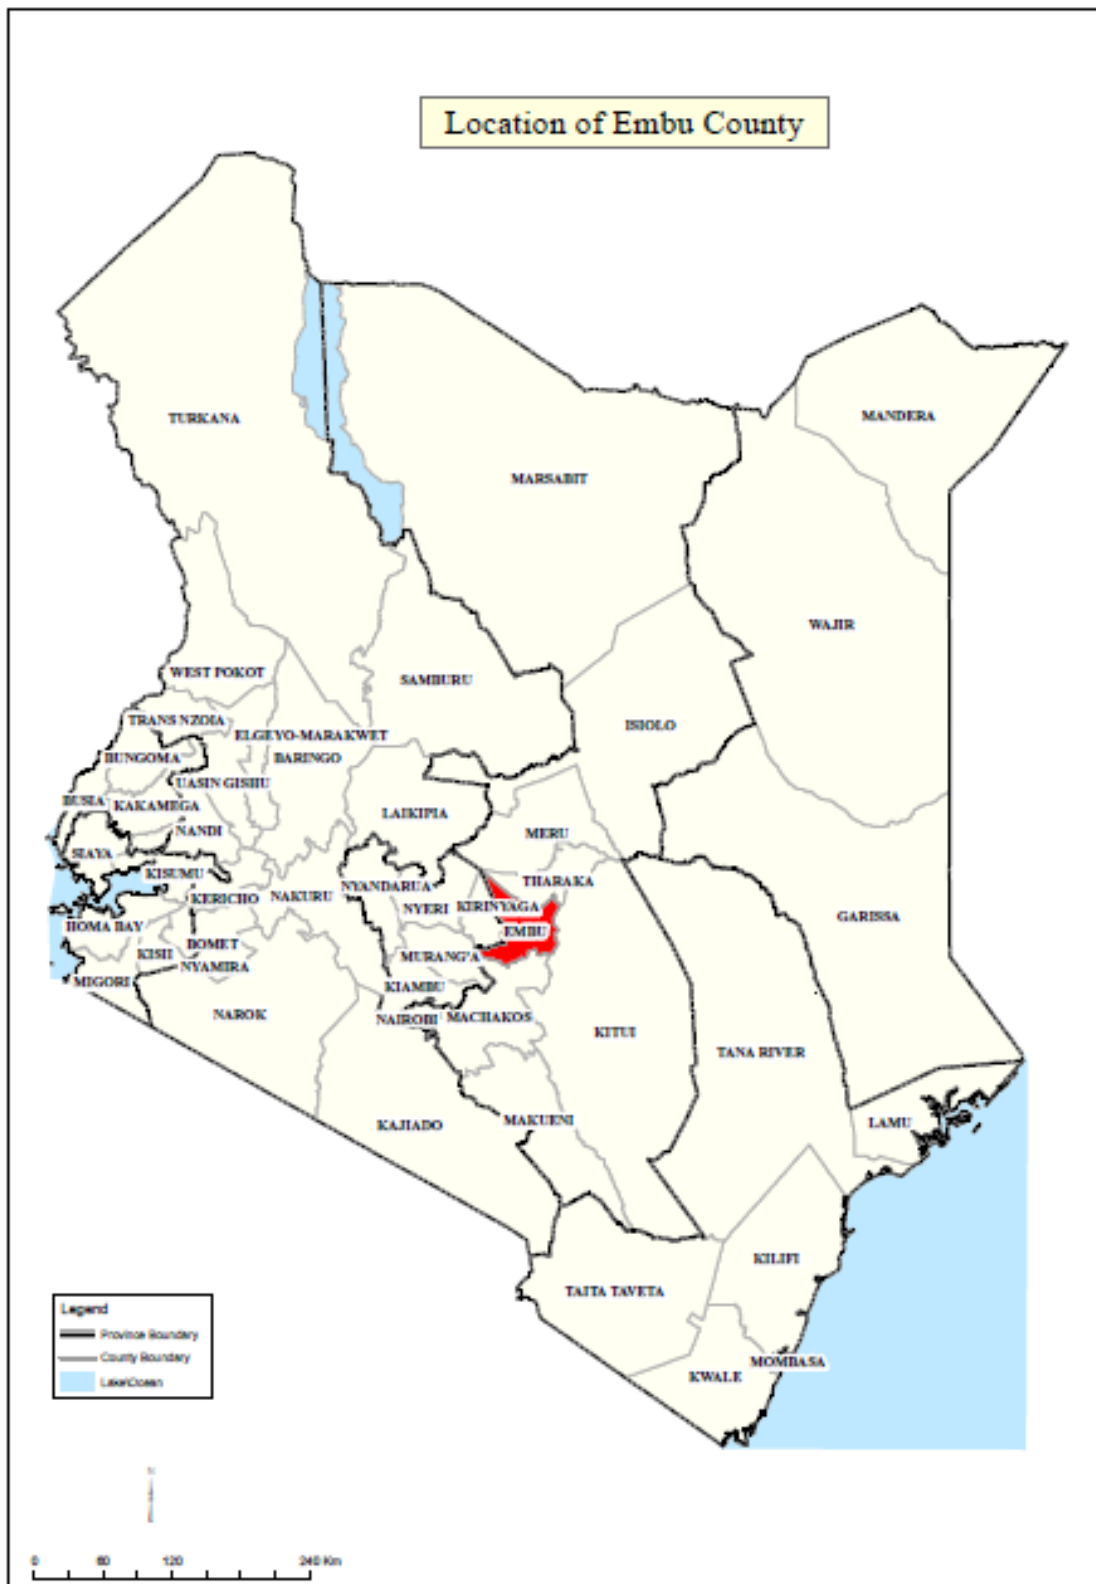 Location of Embu County
TURKANA
MANDERA
MARSABIT
WAJIR
WEST POKOT
SAMBURU
TRANS NZOIA
ISIOLO
ELGEYO-MARAKWET
BUNGOMA
BARINGO
UASIN GISHU
BUSIA
KAKAMEGA
LAIKIPIA
NANDI
MERU
SIAYA
KISUMU
THARAKA
NYANDARUA
KERICHO
NAKURU
NYERI
KIRINYAGA
GARISSA
HOMA BAY
EMBU
BOMET
KISII
MURANG'A
NYAMIRA
MIGORI
KIAMBU
NAROK
NAIROBI
MACHAKOS
KITUI
TANA RIVER
KAJIADO
MAKUENI
LAMU
KILIFI
TAITA TAVETA
MOMBASA
KWALE
Legend
Province Boundary
County Boundary
Lake\Ocean
0 60 120 240 Km